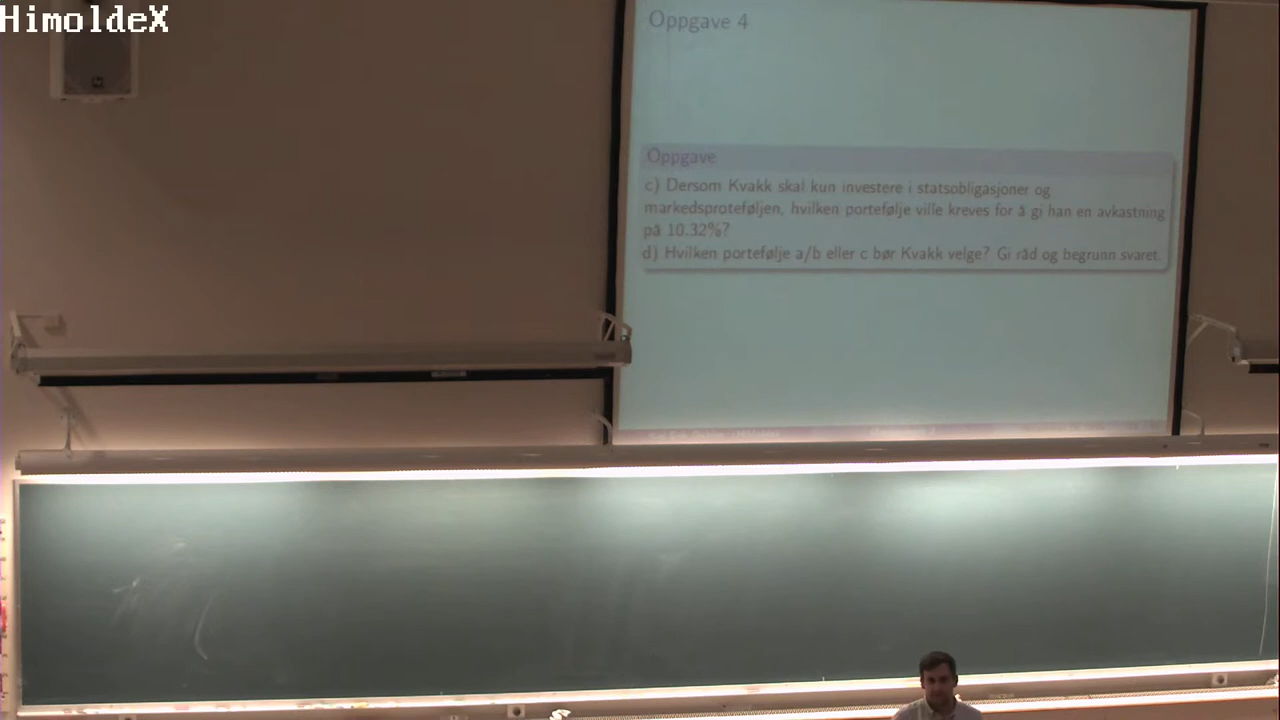 HimoldeX
Oppgave 4
Oppgave
c) Dersom Kvakk skal kun investere i statsobligasjoner og
markedsproteføljen, hvilken portefølje ville kreves for å gi han en avkastning
på 10.32%?
d) Hvilken portefølje a/b eller c bør Kvakk velge? Gi råd og begrunn svaret.